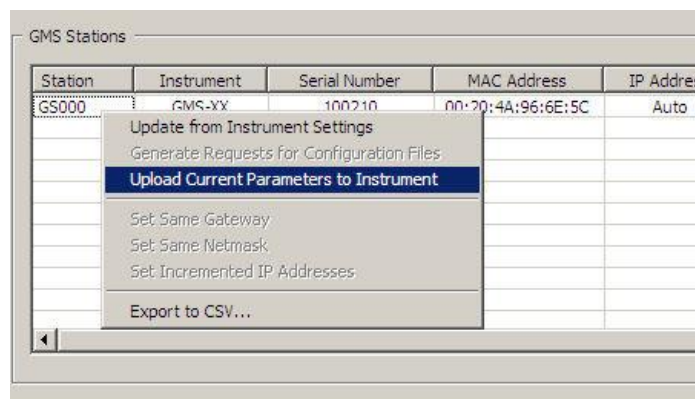 GMS Stations
Station Instrument Serial Number MAC Address IP Addres
GS000 GMS-XX 100210 00:20:4A:96:6E:5C Auto
Update from Instrument Settings
Generate Requests for Configuration Files
Upload Current Parameters to Instrument
Set Same Gateway
Set Same Netmask
Set Incremented IP Addresses
Export to CSV...